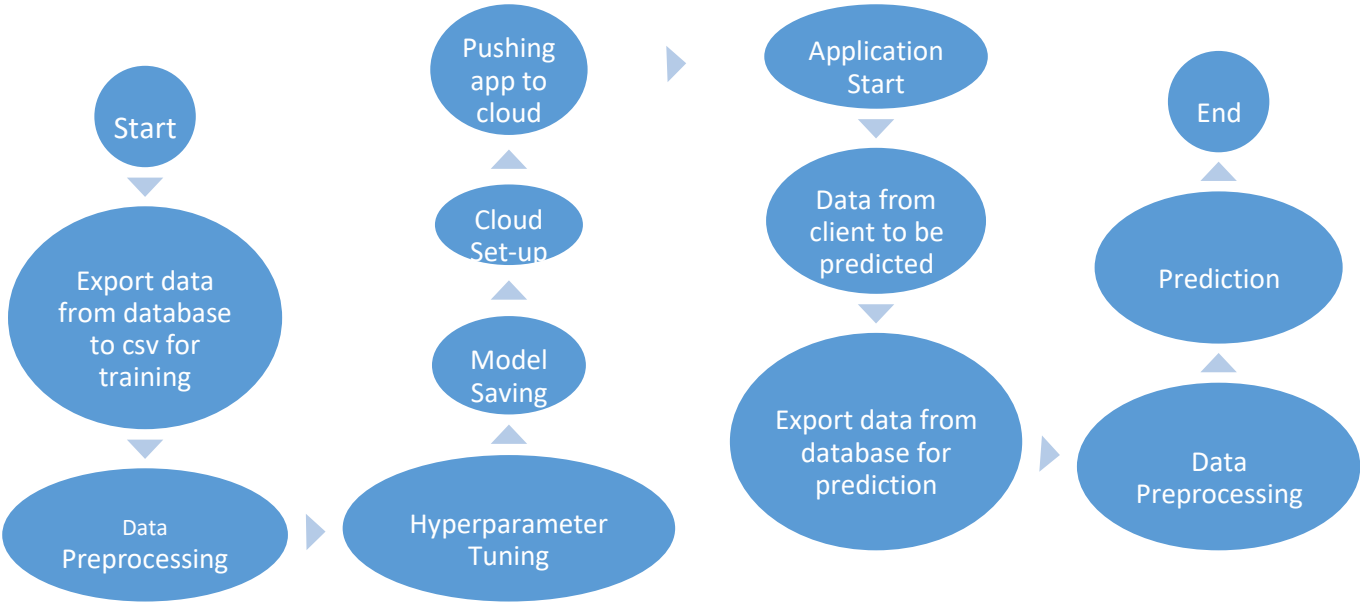 Start
Export data
from database
to csv for
training
Data
Preprocessing
Hyperparameter
Tuning
Model
Saving
Cloud
Set-up
Pushing
app to
cloud
Application
Start
Data from
client to be
predicted
Export data from
database for
prediction
Data
Preprocessing
Prediction
End